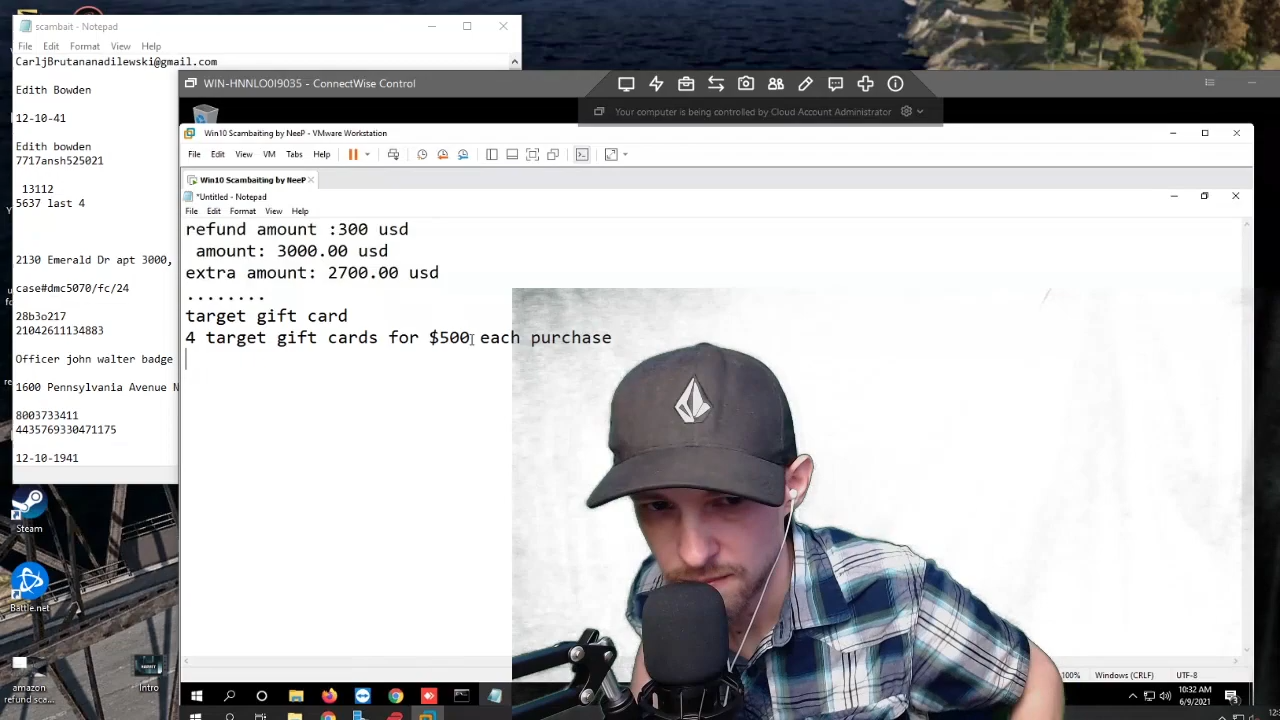 scambait - Notepad
File Edit Format View Help
CarljBrutananadilewski@gmail.com
Edith Bowden
12-10-41
Edith bowden
7717ansh525021
13112
5637 last 4
2130 Emerald Dr apt 3000,
case#dmc5070/fc/24
28b3o217
21042611134883
Officer john walter badge
1600 Pennsylvania Avenue N
8003733411
4435769330471175
12-10-1941
WIN-HNNLO0I9035 - ConnectWise Control
Your computer is being controlled by Cloud Account Administrator
Win10 Scambaiting by NeeP - VMware Workstation
File Edit View VM Tabs Help
Win10 Scambaiting by NeeP
*Untitled - Notepad
File Edit Format View Help
refund amount :300 usd
amount: 3000.00 usd
extra amount: 2700.00 usd
........
target gift card
4 target gift cards for $500 each purchase
100% Windows (CRLF) UTF-8
10:32 AM
6/9/2021
Steam
Battle.net
amazon
refund sca...
Intro